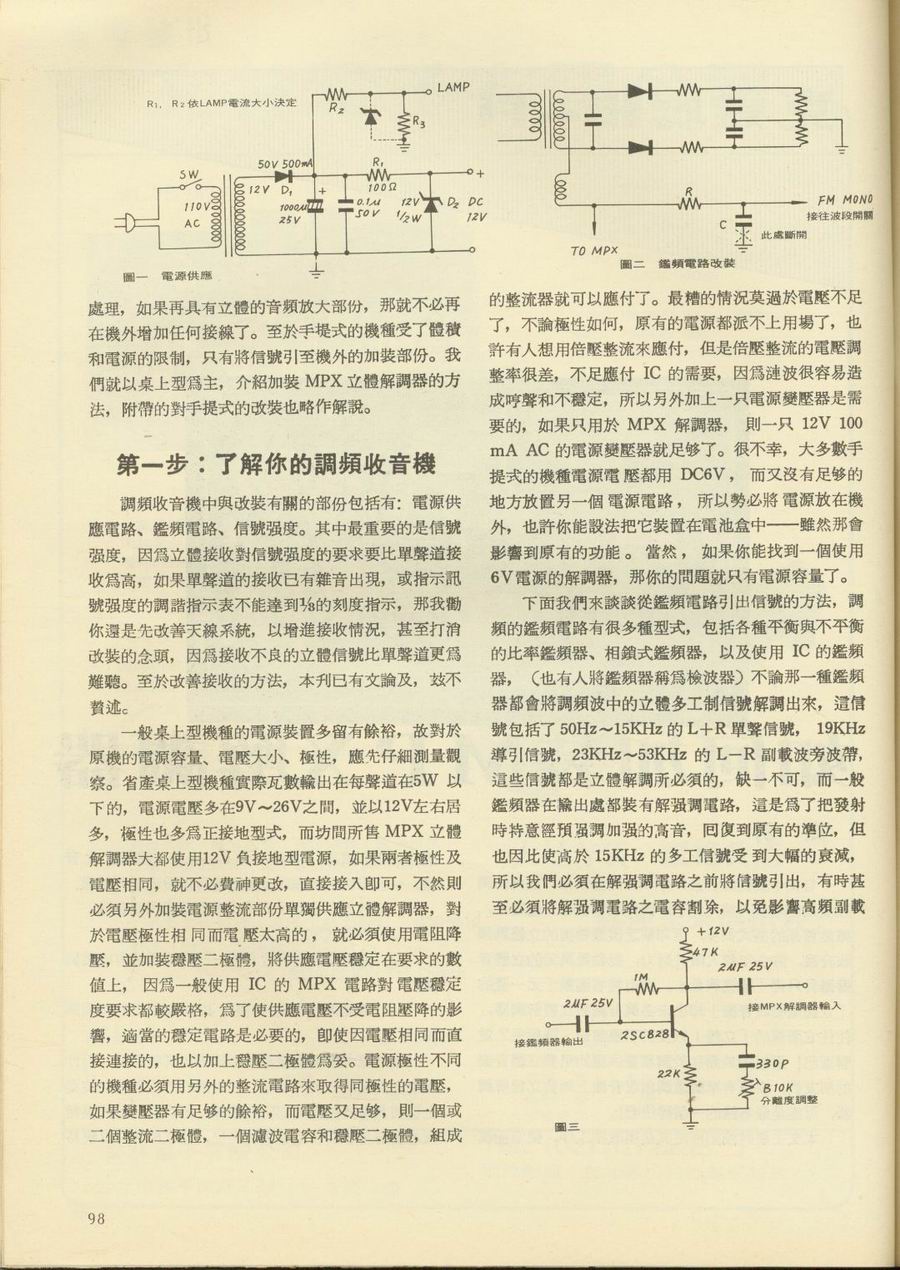 R1, R2依LAMP電流大小決定
LAMP
R2
R3
50V 500mA
SW
12V
D1
R1
100Ω
+
110V
AC
+
1000μ
25V
0.1μ
50V
12V
1/2W
D2
DC
12V
圖一 電源供應
R
FM MONO
接往波段開關
C
此處斷開
TO MPX
圖二 鑑頻電路改裝
處理，如果再具有立體的音頻放大部份，那就不必再
在機外增加任何接線了。至於手提式的機種受了體積
和電源的限制，只有將信號引至機外的加裝部份。我
們就以桌上型爲主，介紹加裝 MPX 立體解調器的方
法，附帶的對手提式的改裝也略作解說。
第一步：了解你的調頻收音機
調頻收音機中與改裝有關的部份包括有：電源供
應電路、鑑頻電路、信號强度。其中最重要的是信號
强度，因爲立體接收對信號强度的要求要比單聲道接
收爲高，如果單聲道的接收已有雜音出現，或指示訊
號强度的調諧指示表不能達到⅓的刻度指示，那我勸
你還是先改善天線系統，以增進接收情況，甚至打消
改裝的念頭，因爲接收不良的立體信號比單聲道更爲
難聽。至於改善接收的方法，本刋已有文論及，玆不
贅述。
一般桌上型機種的電源裝置多留有餘裕，故對於
原機的電源容量、電壓大小、極性，應先仔細測量觀
察。省產桌上型機種實際瓦數輸出在每聲道在5W 以
下的，電源電壓多在9V～26V之間，並以12V左右居
多，極性也多爲正接地型式，而坊間所售 MPX 立體
解調器大都使用12V 負接地型電源，如果兩者極性及
電壓相同，就不必費神更改，直接接入卽可，不然則
必須另外加裝電源整流部份單獨供應立體解調器，對
於電壓極性相 同而電 壓太高的， 就必須使用電阻降
壓，並加裝穩壓二極體，將供應電壓穩定在要求的數
値上， 因爲一般使用 IC 的 MPX 電路對 電壓穩定
度要求都較嚴格，爲了使供應電壓不受電阻壓降的影
響，適當的穩定電路是必要的，卽使因電壓相同而直
接連接的，也以加上穩壓二極體爲妥。電源極性不同
的機種必須用另外的整流電路來取得同極性的電壓，
如果變壓器有足够的餘裕，而電壓又足够，則一個或
二個整流二極體，一個濾波電容和穩壓二極體，組成
的整流器就可以應付了。最糟的情況莫過於電壓不足
了，不論極性如何，原有的電源都派不上用場了，也
許有人想用倍壓整流來應付，但是倍壓整流的電壓調
整率很差，不足應付 IC 的需要，因爲漣波很容易造
成哼聲和不穩定，所以另外加上一只電源變壓器是需
要的，如果只用於 MPX 解調器， 則一只 12V 100
mA AC 的電源變壓器就足够了。很不幸，大多數手
提式的機種電源電 壓都用 DC6V， 而又沒有足够的
地方放置另一個 電源電路， 所以勢必將 電源放在機
外，也許你能設法把它裝置在電池盒中──雖然那會
影響到原有的功能 。 當然， 如果你能找到一個使用
6V電源的解調器，那你的問題就只有電源容量了。
下面我們來談談從鑑頻電路引出信號的方法，調
頻的鑑頻電路有很多種型式，包括各種平衡與不平衡
的比率鑑頻器、相鎖式鑑頻器，以及使用 IC 的鑑頻
器，（也有人將鑑頻器稱爲檢波器）不論那一種鑑頻
器都會將調頻波中的立體多工制信號解調出來，這信
號包括了 50Hz～15KHz 的 L＋R 單聲信號， 19KHz
導引信號，23KHz～53KHz 的 L－R 副載波旁波帶，
這些信號都是立體解調所必須的，缺一不可，而一般
鑑頻器在輸出處都裝有解强調電路，這是爲了把發射
時特意經預强調加强的高音，囘復到原有的準位，但
也因此使高於 15KHz 的多工信號受 到大幅的衰減，
所以我們必須在解强調電路之前將信號引出，有時甚
至必須將解强調電路之電容割除，以免影響高頻副載
+12V
47K
2μF 25V
1M
2μF 25V
接MPX解調器輸入
2SC828
接鑑頻器輸出
330P
22K
B10K
分離度調整
圖三
98